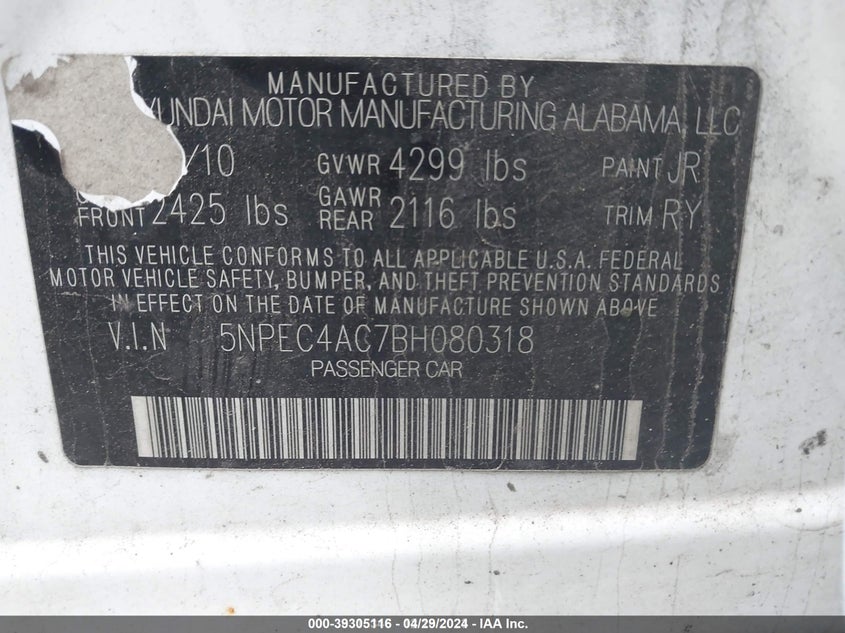 MANUFACTURED BY
YUNDAI MOTOR MANUFACTURING ALABAMA, LLC
/10 GVWR 4299 lbs PAINT JR
FRONT 2425 lbs GAWR REAR 2116 lbs TRIM RY
THIS VEHICLE CONFORMS TO ALL APPLICABLE U.S.A. FEDERAL
MOTOR VEHICLE SAFETY, BUMPER, AND THEFT PREVENTION STANDARDS
IN EFFECT ON THE DATE OF MANUFACTURE SHOWN ABOVE
V.I.N 5NPEC4AC7BH080318
PASSENGER CAR
000-39305116 - 04/29/2024 - IAA Inc.